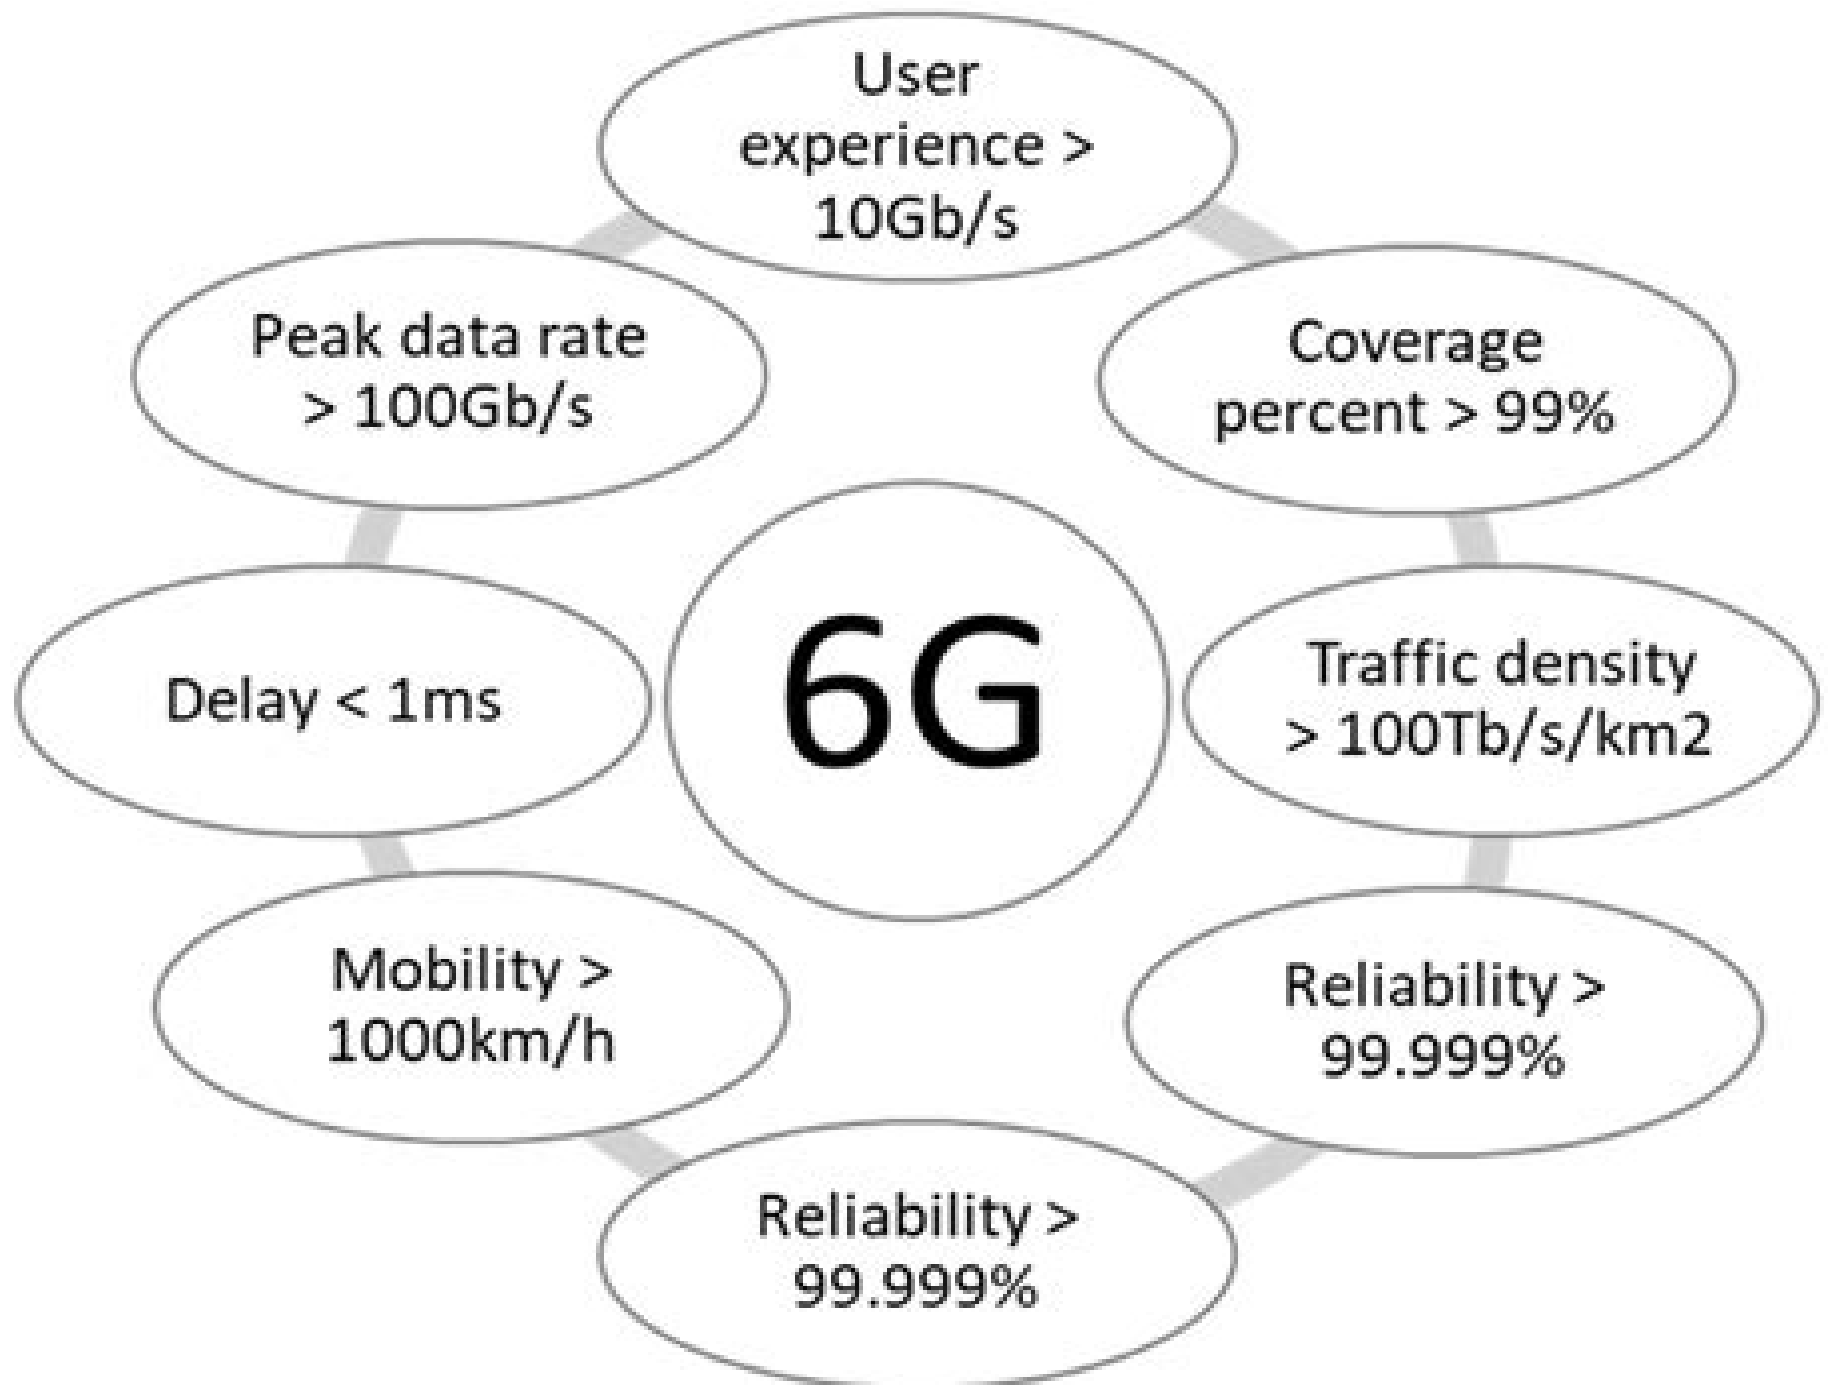 User
experience >
10Gb/s
Peak data rate
> 100Gb/s
Coverage
percent > 99%
Delay < 1ms
6G
Traffic density
> 100Tb/s/km2
Mobility >
1000km/h
Reliability >
99.999%
Reliability >
99.999%